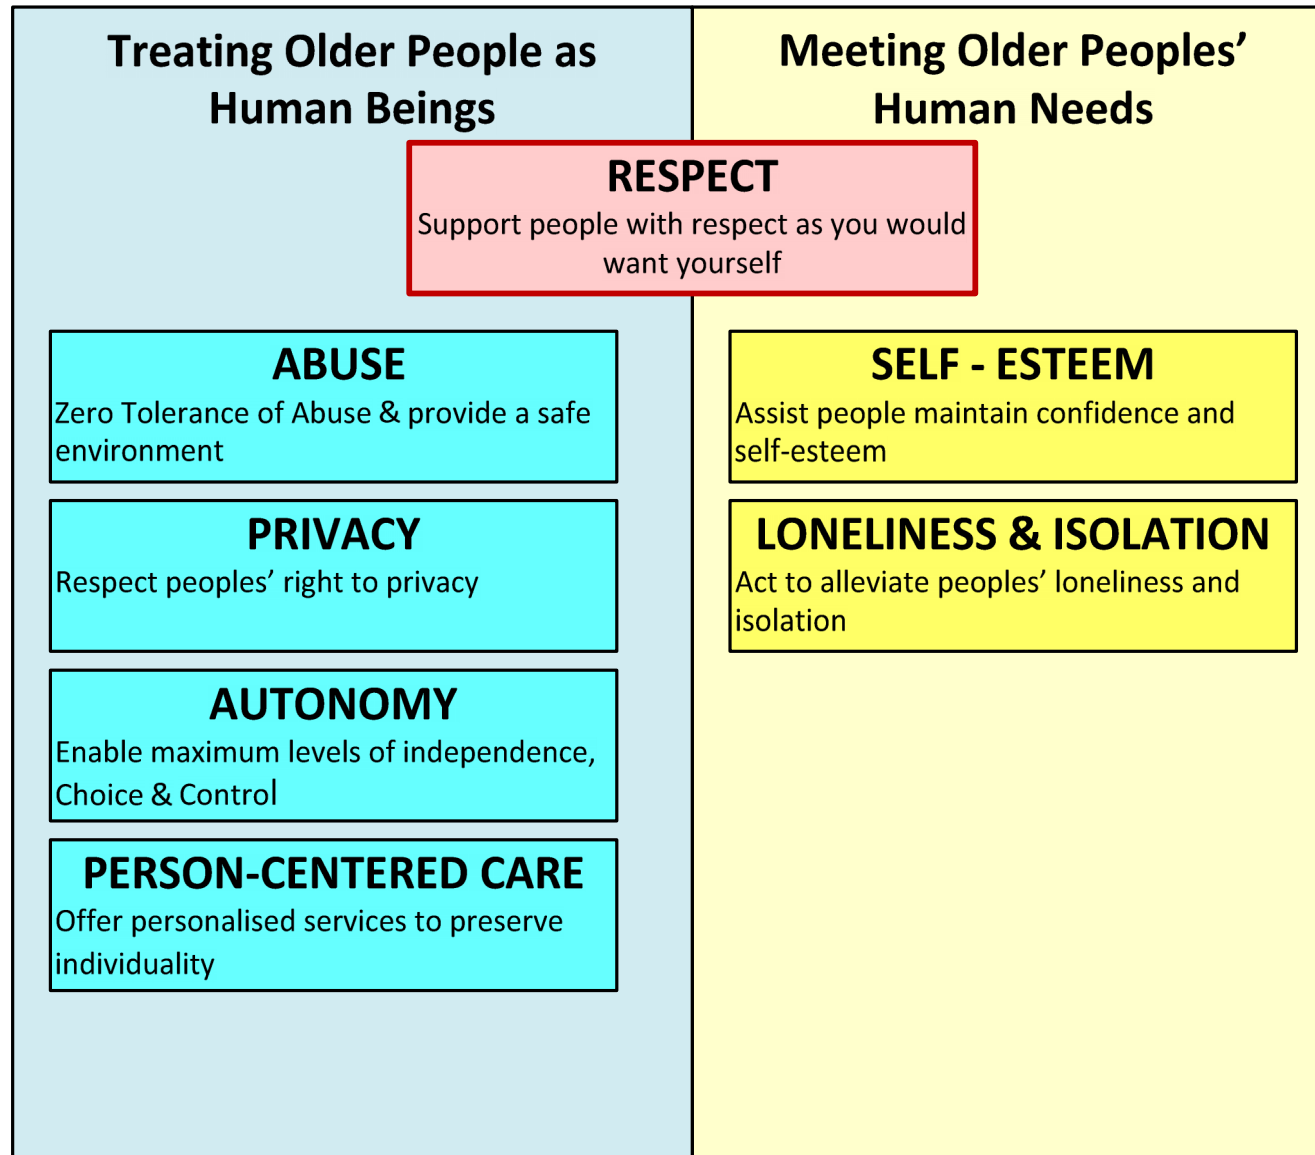 Treating Older People as
Human Beings
Meeting Older Peoples’
Human Needs
RESPECT
Support people with respect as you would
want yourself
ABUSE
Zero Tolerance of Abuse & provide a safe
environment
PRIVACY
Respect peoples’ right to privacy
AUTONOMY
Enable maximum levels of independence,
Choice & Control
PERSON-CENTERED CARE
Offer personalised services to preserve
individuality
SELF - ESTEEM
Assist people maintain confidence and
self-esteem
LONELINESS & ISOLATION
Act to alleviate peoples’ loneliness and
isolation